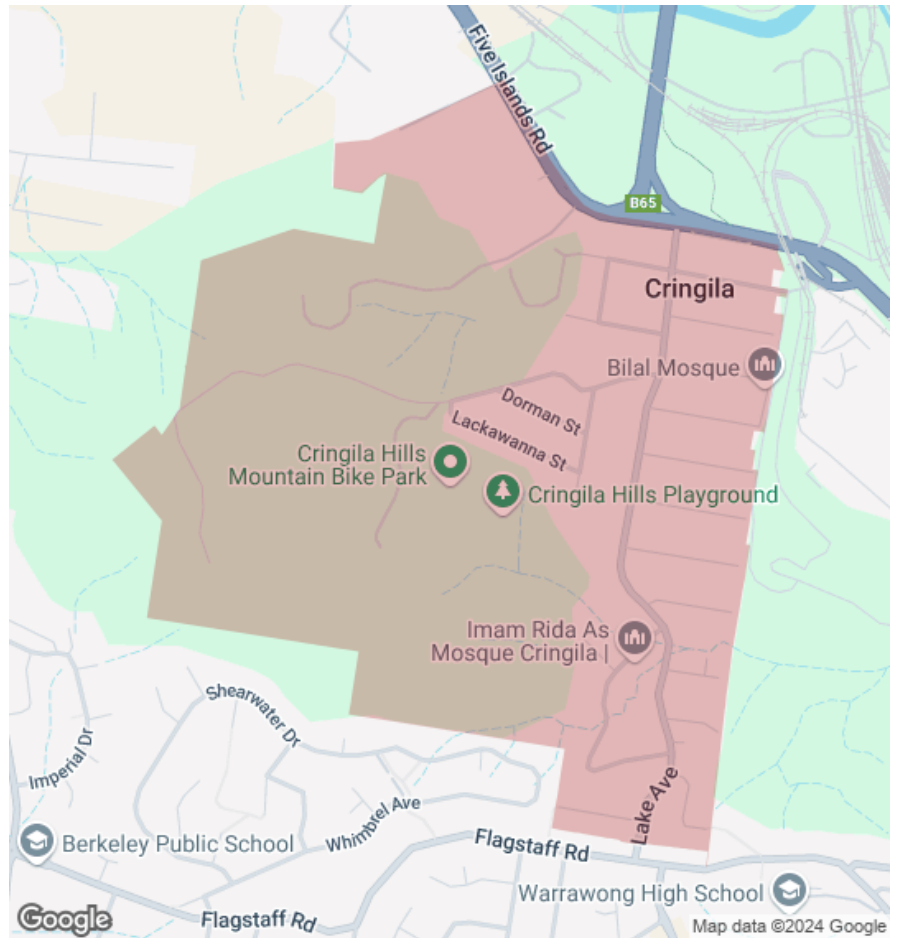 Five Islands Rd
B65
Cringila
Bilal Mosque
Dorman St
Lackawanna St
Cringila Hills
Mountain Bike Park
Cringila Hills Playground
Imam Rida As
Mosque Cringila |
Shearwater Dr
Imperial Dr
Whimbrel Ave
Lake Ave
Berkeley Public School
Flagstaff Rd
Warrawong High School
Flagstaff Rd
Google
Map data ©2024 Google